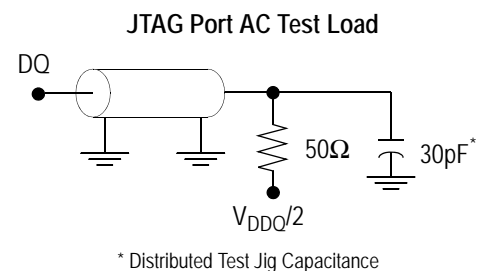 JTAG Port AC Test Load
DQ
50Ω
30pF*
VDDQ/2
* Distributed Test Jig Capacitance